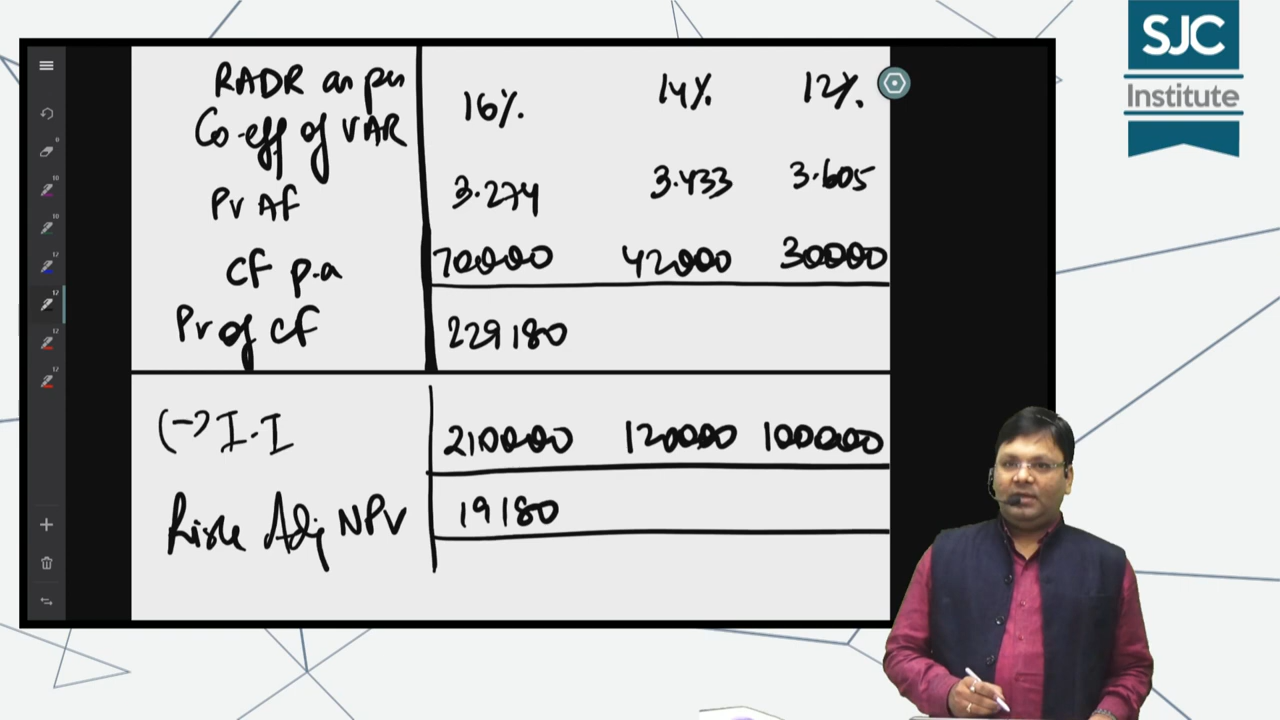 SJC
Institute
RADR as per
Co-eff of VAR
16% 14% 12%
PV AF
3.274 3.433 3.605
CF p.a
70000 42000 30000
PV of CF
229180
(-) I.I
210000 120000 100000
Risk Adj NPV
19180